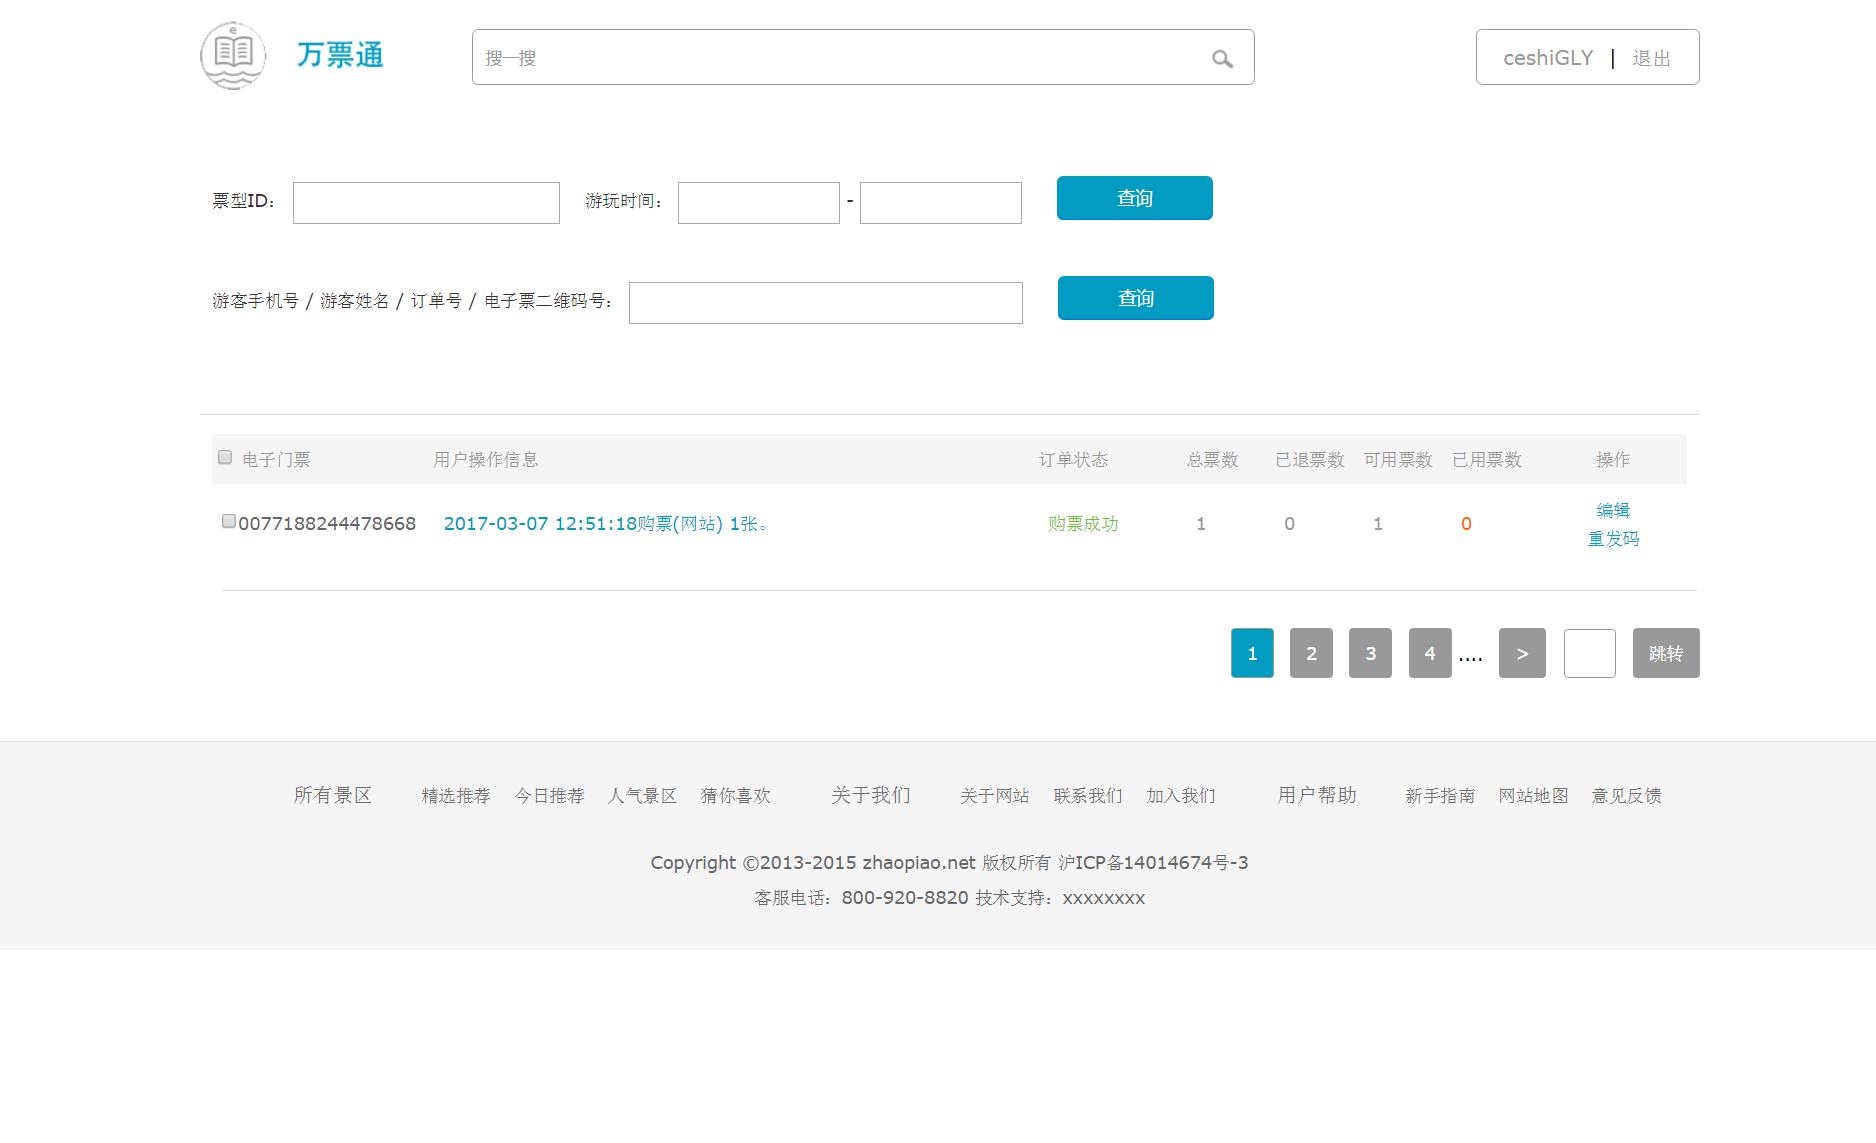 e
万票通
搜一搜
ceshiGLY | 退出
票型ID： 游玩时间： - 查询
游客手机号 / 游客姓名 / 订单号 / 电子票二维码号： 查询
电子门票 用户操作信息 订单状态 总票数 已退票数 可用票数 已用票数 操作
0077188244478668 2017-03-07 12:51:18购票(网站) 1张。 购票成功 1 0 1 0 编辑
重发码
1 2 3 4 .... > 跳转
所有景区 精选推荐 今日推荐 人气景区 猜你喜欢 关于我们 关于网站 联系我们 加入我们 用户帮助 新手指南 网站地图 意见反馈
Copyright ©2013-2015 zhaopiao.net 版权所有 沪ICP备14014674号-3
客服电话：800-920-8820 技术支持：xxxxxxxx